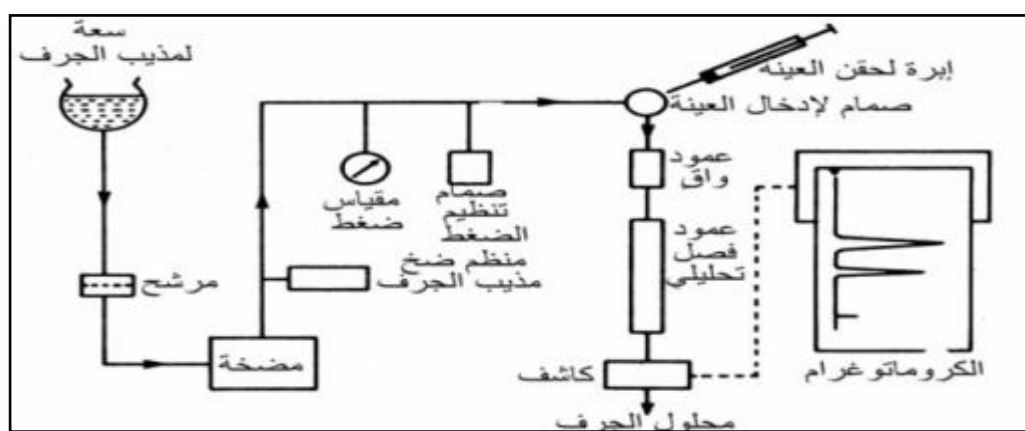 سعة
لمذيب الجرف
إبرة لحقن العينه
صمام لإدخال العينة
عمود
واق
مقياس
ضغط
صمام
تنظيم
الضغط
منظم ضخ
مذيب الجرف
عمود
فصل
تحليلي
مرشح
مضخة
كاشف
الكروماتوغرام
محلول الجرف